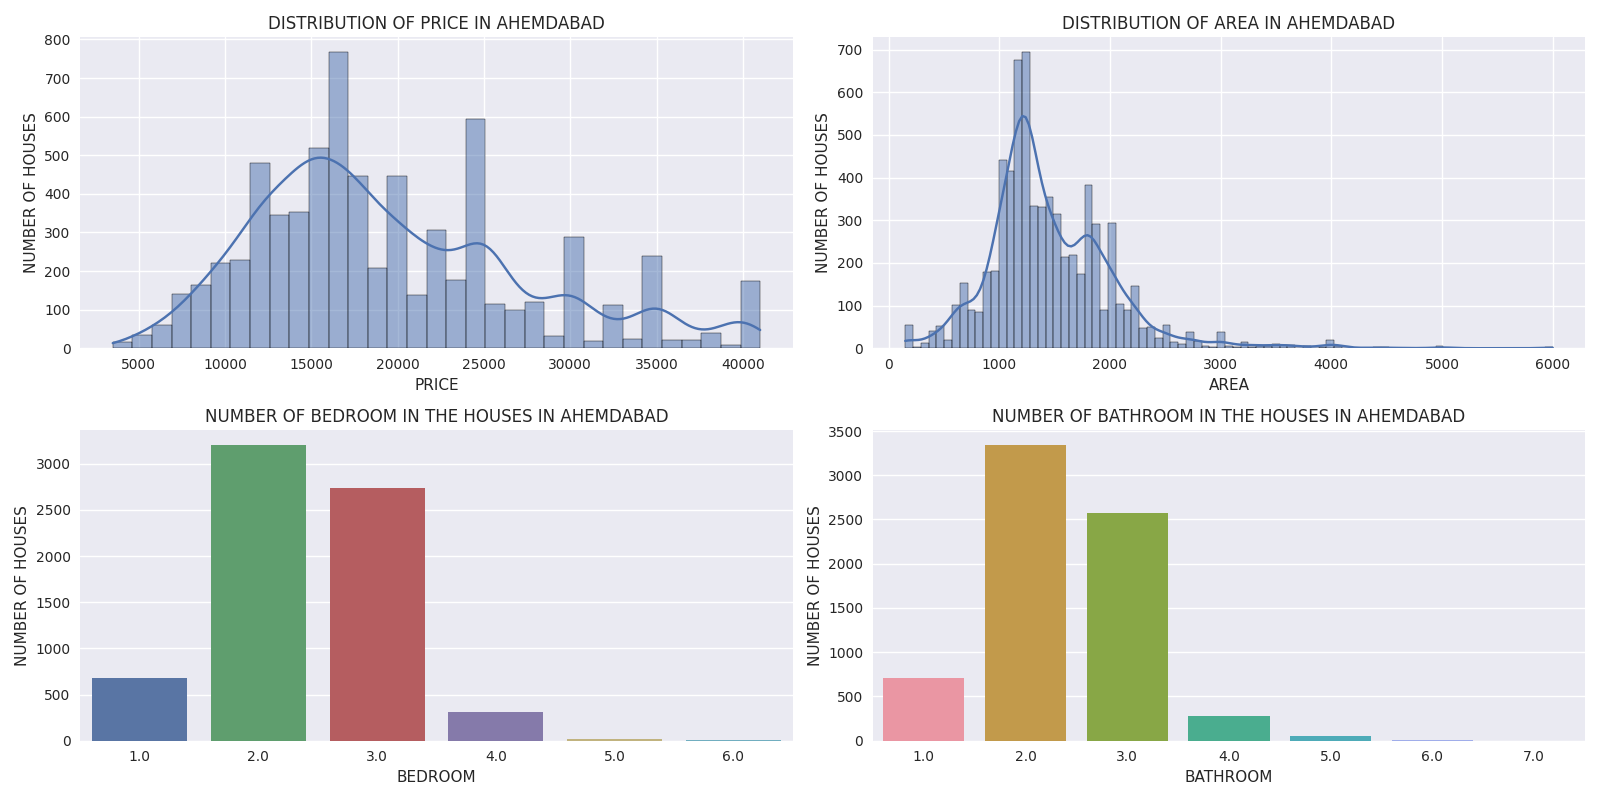 DISTRIBUTION OF PRICE IN AHEMDABAD
NUMBER OF HOUSES
800
700
600
500
400
300
200
100
0
5000 10000 15000 20000 25000 30000 35000 40000
PRICE
DISTRIBUTION OF AREA IN AHEMDABAD
NUMBER OF HOUSES
700
600
500
400
300
200
100
0
0 1000 2000 3000 4000 5000 6000
AREA
NUMBER OF BEDROOM IN THE HOUSES IN AHEMDABAD
NUMBER OF HOUSES
3000
2500
2000
1500
1000
500
0
1.0 2.0 3.0 4.0 5.0 6.0
BEDROOM
NUMBER OF BATHROOM IN THE HOUSES IN AHEMDABAD
NUMBER OF HOUSES
3500
3000
2500
2000
1500
1000
500
0
1.0 2.0 3.0 4.0 5.0 6.0 7.0
BATHROOM